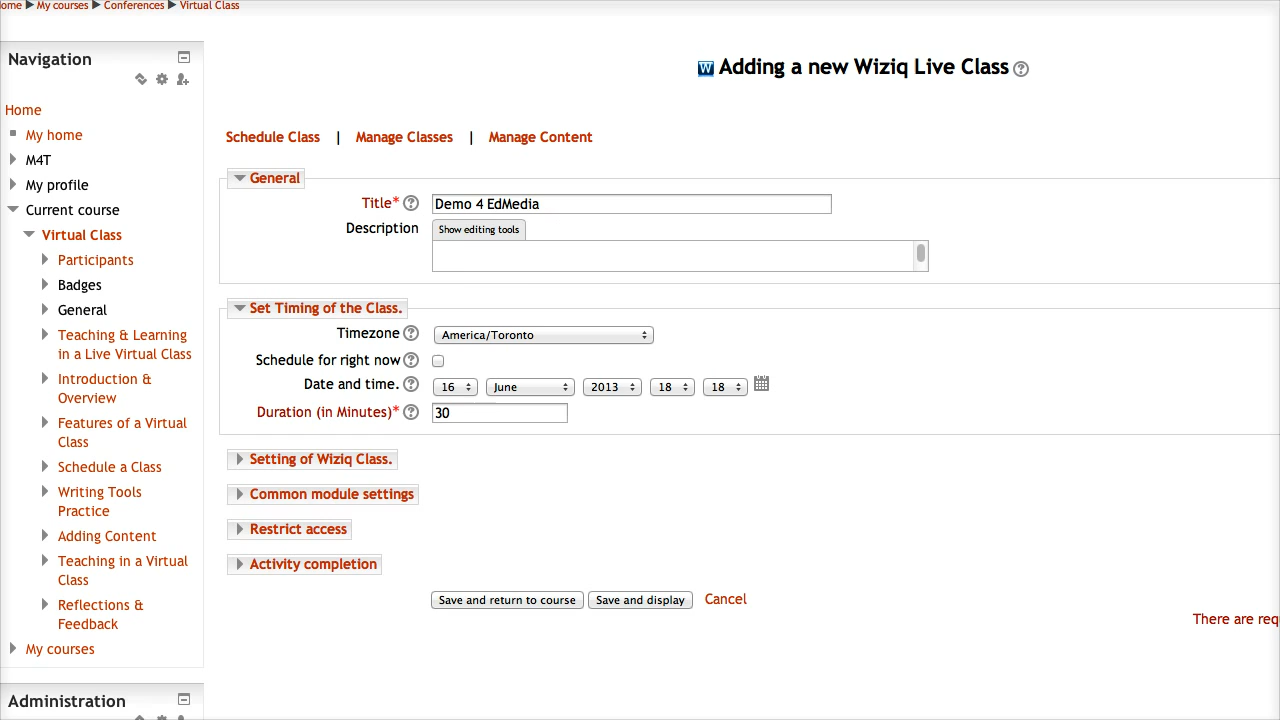 ome ▶ My courses ▶ Conferences ▶ Virtual Class
Navigation
Home
My home
M4T
My profile
Current course
Virtual Class
Participants
Badges
General
Teaching & Learning
in a Live Virtual Class
Introduction &
Overview
Features of a Virtual
Class
Schedule a Class
Writing Tools
Practice
Adding Content
Teaching in a Virtual
Class
Reflections &
Feedback
My courses
Administration
W Adding a new Wiziq Live Class ?
Schedule Class | Manage Classes | Manage Content
General
Title* ? Demo 4 EdMedia
Description Show editing tools
Set Timing of the Class.
Timezone ? America/Toronto
Schedule for right now ?
Date and time. ? 16 June 2013 18 18
Duration (in Minutes)* ? 30
Setting of Wiziq Class.
Common module settings
Restrict access
Activity completion
Save and return to course Save and display Cancel
There are req